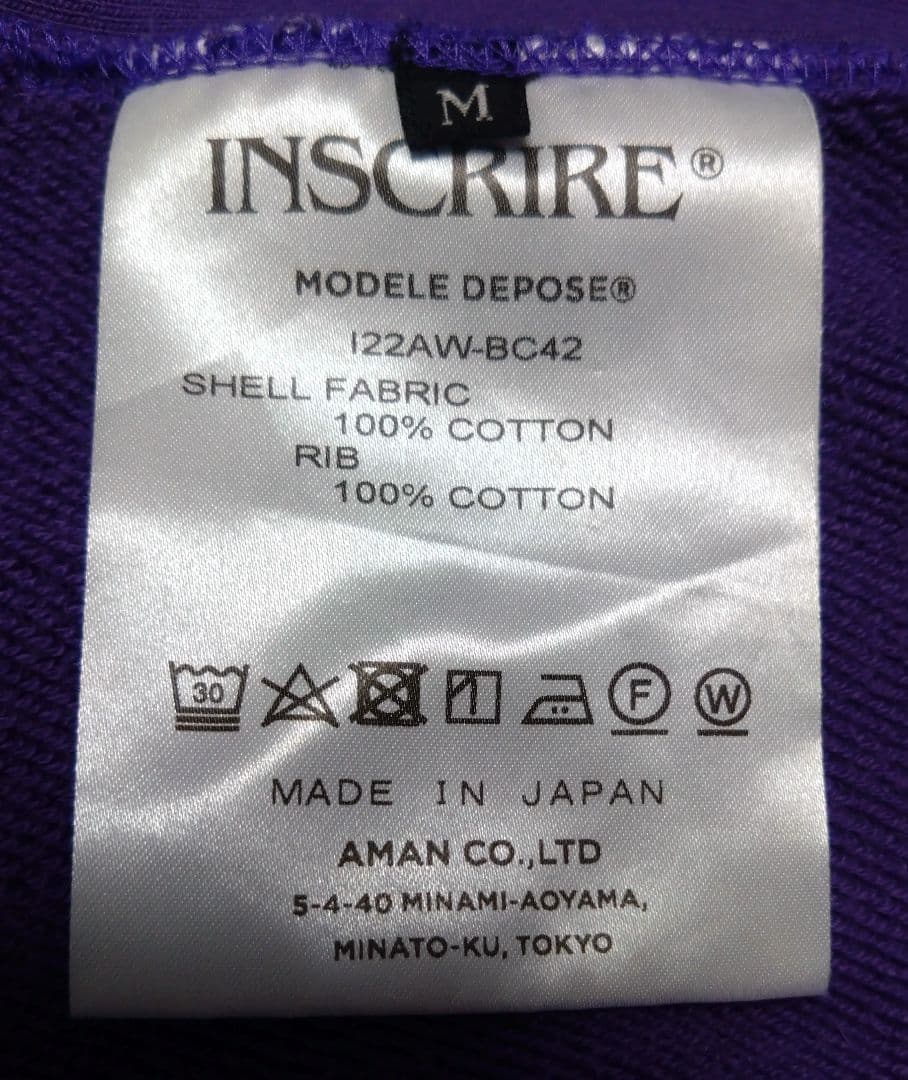 M
INSCRIRE®
MODELE DEPOSE®
I22AW-BC42
SHELL FABRIC
100% COTTON
RIB
100% COTTON
30 F W
MADE IN JAPAN
AMAN CO.,LTD
5-4-40 MINAMI-AOYAMA,
MINATO-KU, TOKYO